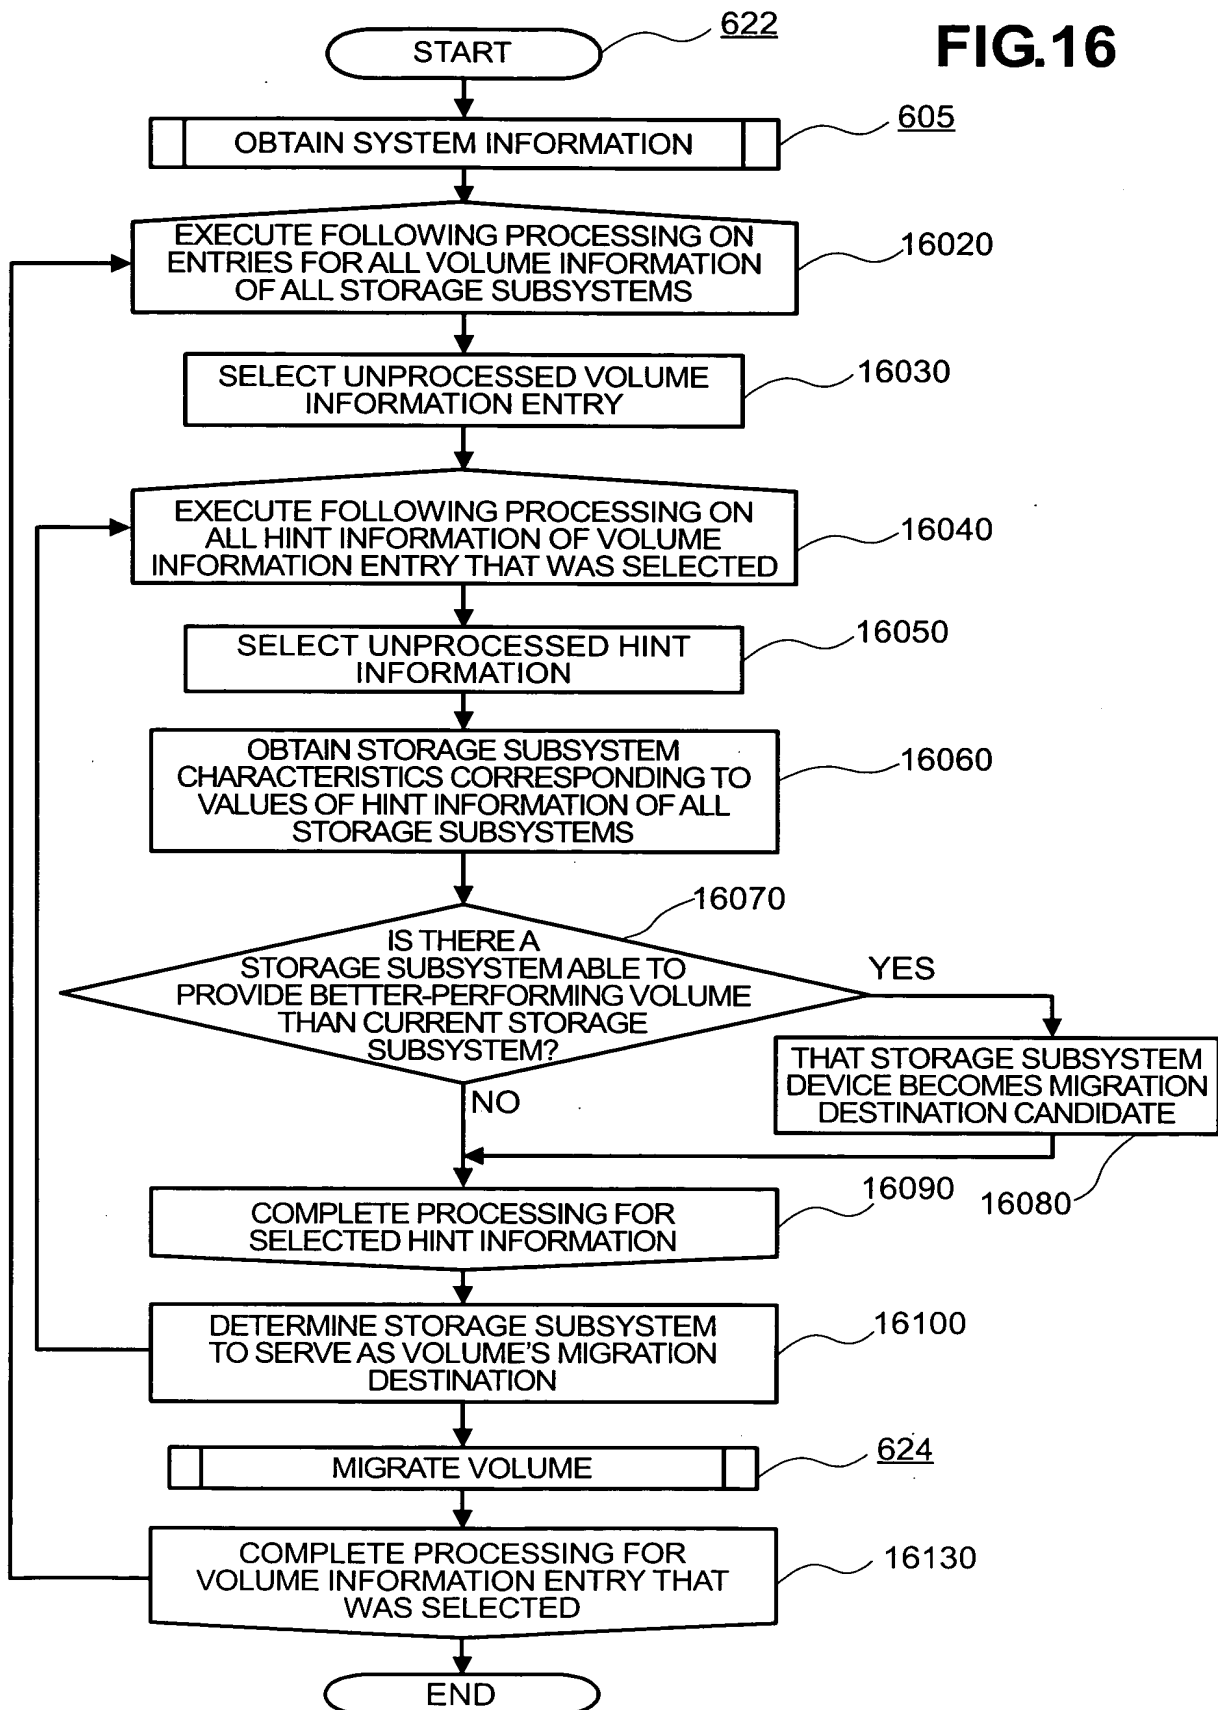 FIG.16
START
622
OBTAIN SYSTEM INFORMATION
605
EXECUTE FOLLOWING PROCESSING ON
ENTRIES FOR ALL VOLUME INFORMATION
OF ALL STORAGE SUBSYSTEMS
16020
SELECT UNPROCESSED VOLUME
INFORMATION ENTRY
16030
EXECUTE FOLLOWING PROCESSING ON
ALL HINT INFORMATION OF VOLUME
INFORMATION ENTRY THAT WAS SELECTED
16040
SELECT UNPROCESSED HINT
INFORMATION
16050
OBTAIN STORAGE SUBSYSTEM
CHARACTERISTICS CORRESPONDING TO
VALUES OF HINT INFORMATION OF ALL
STORAGE SUBSYSTEMS
16060
16070
IS THERE A
STORAGE SUBSYSTEM ABLE TO
PROVIDE BETTER-PERFORMING VOLUME
THAN CURRENT STORAGE
SUBSYSTEM?
YES
NO
THAT STORAGE SUBSYSTEM
DEVICE BECOMES MIGRATION
DESTINATION CANDIDATE
16080
COMPLETE PROCESSING FOR
SELECTED HINT INFORMATION
16090
DETERMINE STORAGE SUBSYSTEM
TO SERVE AS VOLUME'S MIGRATION
DESTINATION
16100
MIGRATE VOLUME
624
COMPLETE PROCESSING FOR
VOLUME INFORMATION ENTRY THAT
WAS SELECTED
16130
END